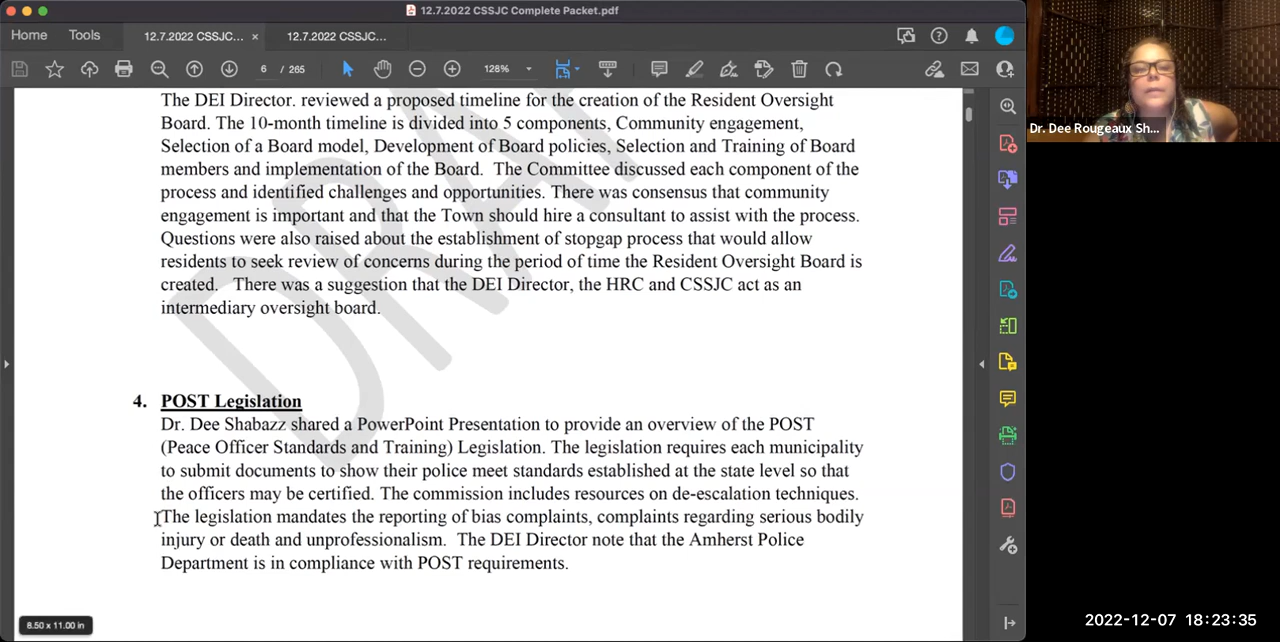 12.7.2022 CSSJC Complete Packet.pdf
Home
Tools
12.7.2022 CSSJC... ×
12.7.2022 CSSJC...
6 / 265
128%
The DEI Director. reviewed a proposed timeline for the creation of the Resident Oversight
Board. The 10-month timeline is divided into 5 components, Community engagement,
Selection of a Board model, Development of Board policies, Selection and Training of Board
members and implementation of the Board. The Committee discussed each component of the
process and identified challenges and opportunities. There was consensus that community
engagement is important and that the Town should hire a consultant to assist with the process.
Questions were also raised about the establishment of stopgap process that would allow
residents to seek review of concerns during the period of time the Resident Oversight Board is
created. There was a suggestion that the DEI Director, the HRC and CSSJC act as an
intermediary oversight board.
4. POST Legislation
Dr. Dee Shabazz shared a PowerPoint Presentation to provide an overview of the POST
(Peace Officer Standards and Training) Legislation. The legislation requires each municipality
to submit documents to show their police meet standards established at the state level so that
the officers may be certified. The commission includes resources on de-escalation techniques.
The legislation mandates the reporting of bias complaints, complaints regarding serious bodily
injury or death and unprofessionalism. The DEI Director note that the Amherst Police
Department is in compliance with POST requirements.
DRAFT
8.50 x 11.00 in
Dr. Dee Rougeaux Sh...
2022-12-07 18:23:35